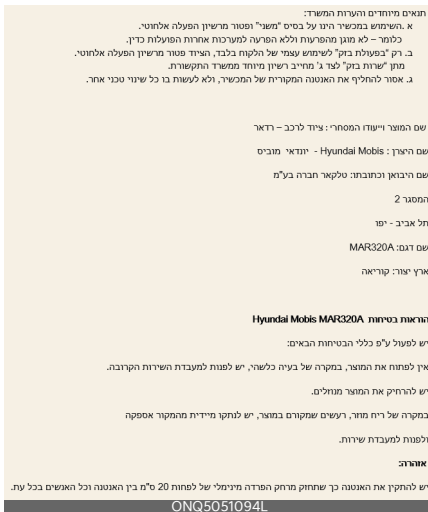 תנאים מיוחדים והערות המשרד:
א .השימוש במכשיר הינו על בסיס "משני" ופטור מרשיון הפעלה אלחוטי.
כלומר – לא מוגן מהפרעות וללא הפרעה למערכות אחרות הפועלות כדין.
ב. רק "בפעולת בזק" לשימוש עצמי של הלקוח בלבד, הציוד פטור מרשיון הפעלה אלחוטי.
מתן "שרות בזק" לצד ג' מחייב רשיון מיוחד ממשרד התקשורת.
ג. אסור להחליף את האנטנה המקורית של המכשיר, ולא לעשות בו כל שינוי טכני אחר.
שם המוצר וייעודו המסחרי : ציוד לרכב – רדאר
שם היצרן : Hyundai Mobis - יונדאי מוביס
שם היבואן וכתובתו: טלקאר חברה בע"מ
המסגר 2
תל אביב - יפו
שם דגם: MAR320A
ארץ יצור: קוריאה
הוראות בטיחות Hyundai Mobis MAR320A
יש לפעול ע"פ כללי הבטיחות הבאים:
אין לפתוח את המוצר, במקרה של בעיה כלשהי, יש לפנות למעבדת השירות הקרובה.
יש להרחיק את המוצר מנוזלים.
במקרה של ריח מוזר, רעשים שמקורם במוצר, יש לנתקו מיידית מהמקור אספקה
ולפנות למעבדת שירות.
אזהרה:
יש להתקין את האנטנה כך שתחזק מרחק הפרדה מינימלי של לפחות 20 ס"מ בין האנטנה וכל האנשים בכל עת.
ONQ5051094L